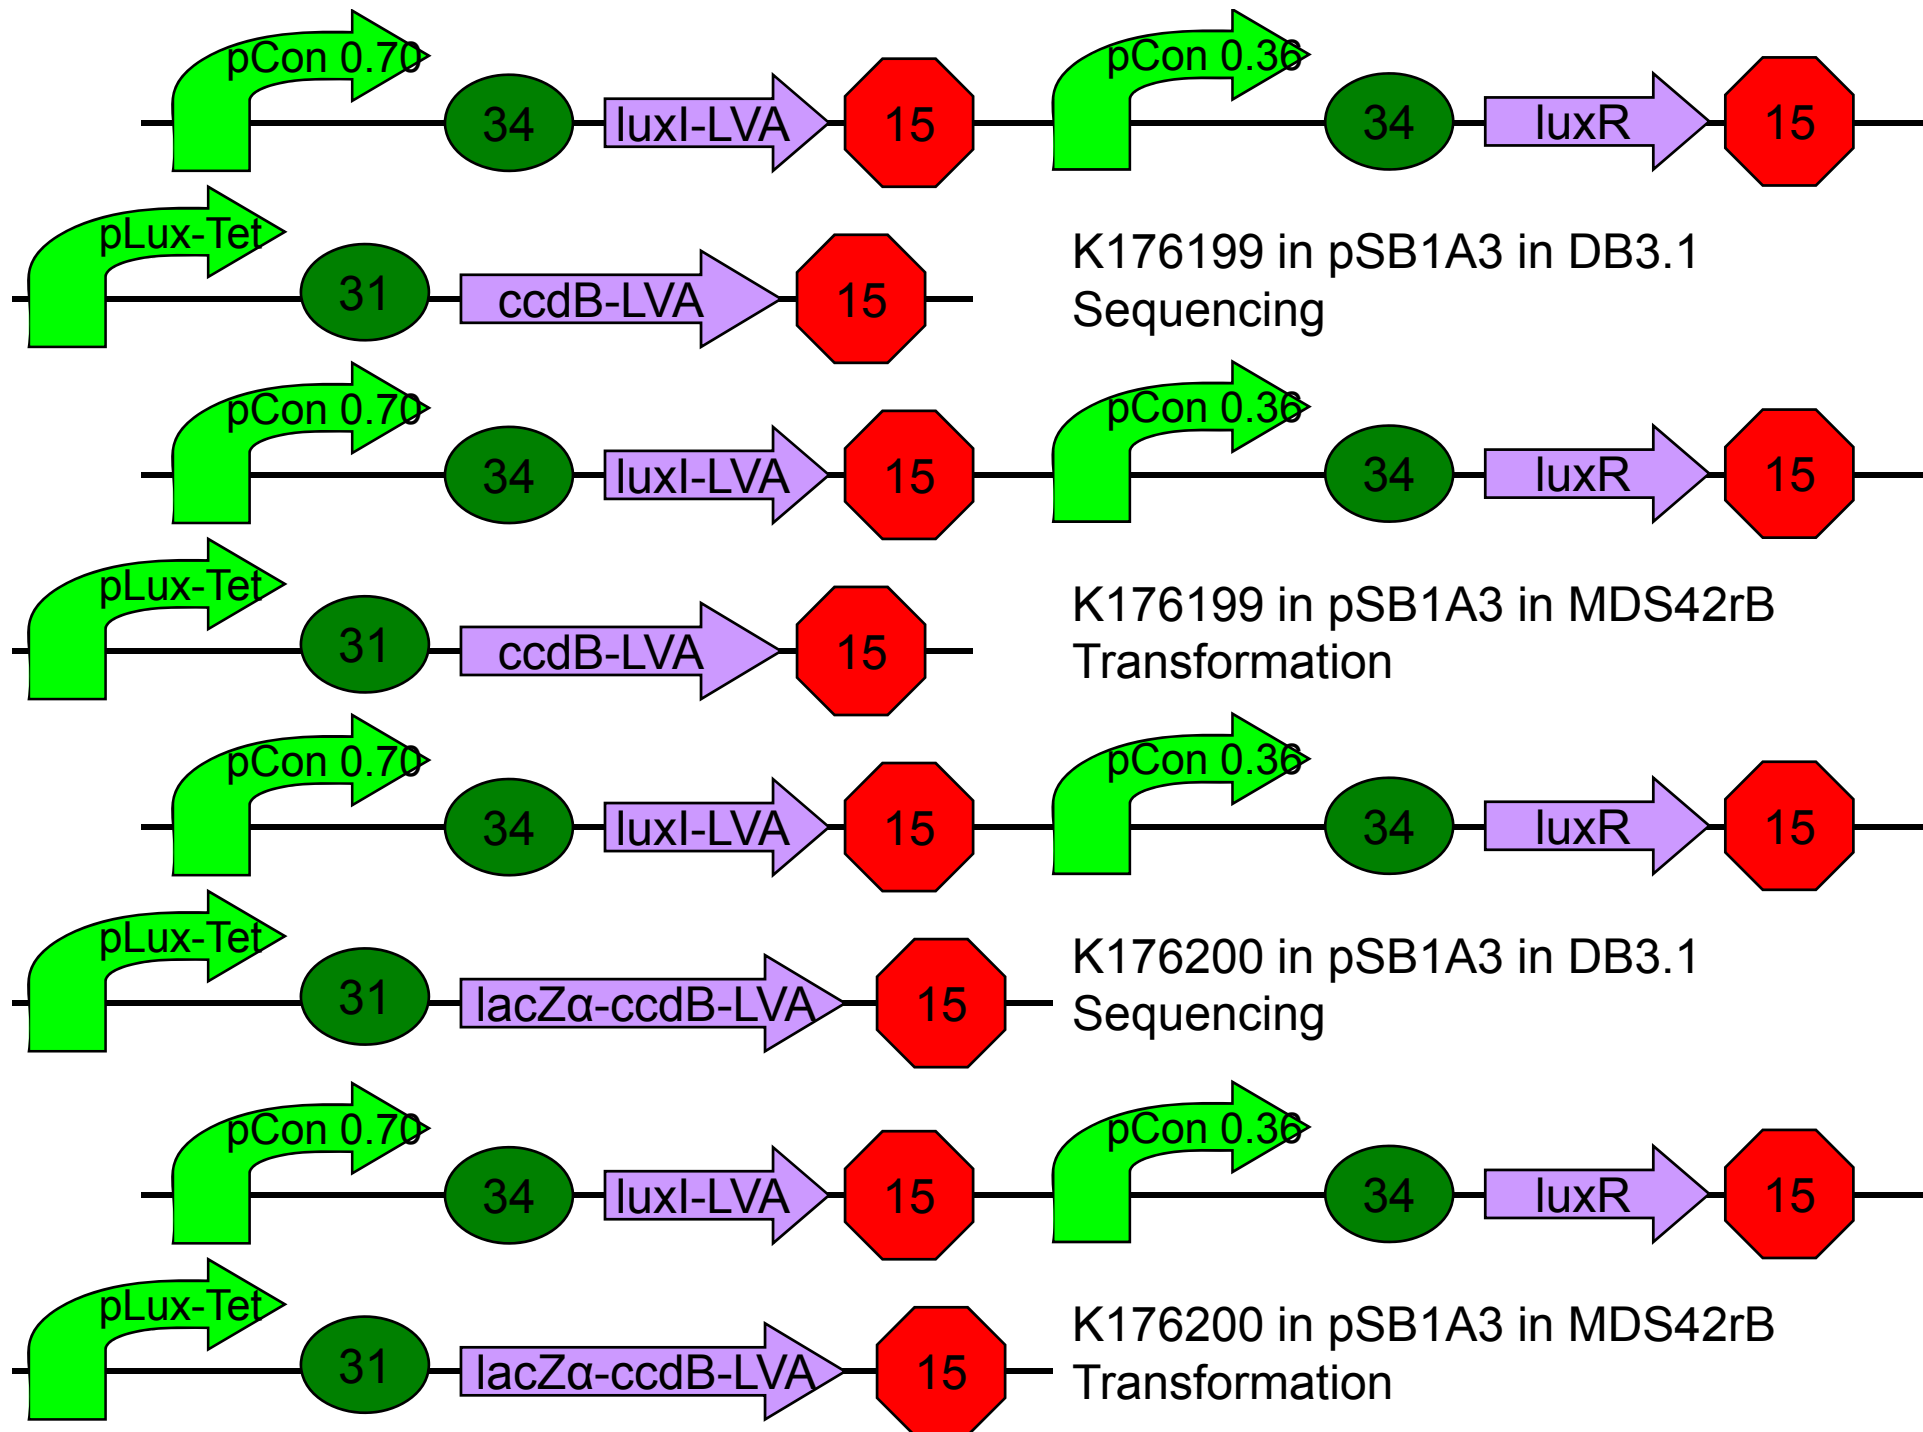 pCon 0.70 34 luxI-LVA 15 pCon 0.36 34 luxR 15
pLux-Tet 31 ccdB-LVA 15
K176199 in pSB1A3 in DB3.1
Sequencing
pCon 0.70 34 luxI-LVA 15 pCon 0.36 34 luxR 15
pLux-Tet 31 ccdB-LVA 15
K176199 in pSB1A3 in MDS42rB
Transformation
pCon 0.70 34 luxI-LVA 15 pCon 0.36 34 luxR 15
pLux-Tet 31 lacZα-ccdB-LVA 15
K176200 in pSB1A3 in DB3.1
Sequencing
pCon 0.70 34 luxI-LVA 15 pCon 0.36 34 luxR 15
pLux-Tet 31 lacZα-ccdB-LVA 15
K176200 in pSB1A3 in MDS42rB
Transformation